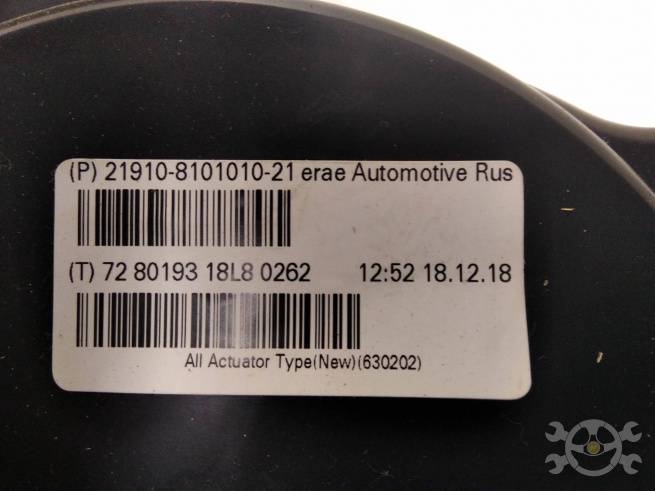 (P) 21910-8101010-21 erae Automotive Rus
(T) 72 80193 18L8 0262 12:52 18.12.18
All Actuator Type(New)(630202)